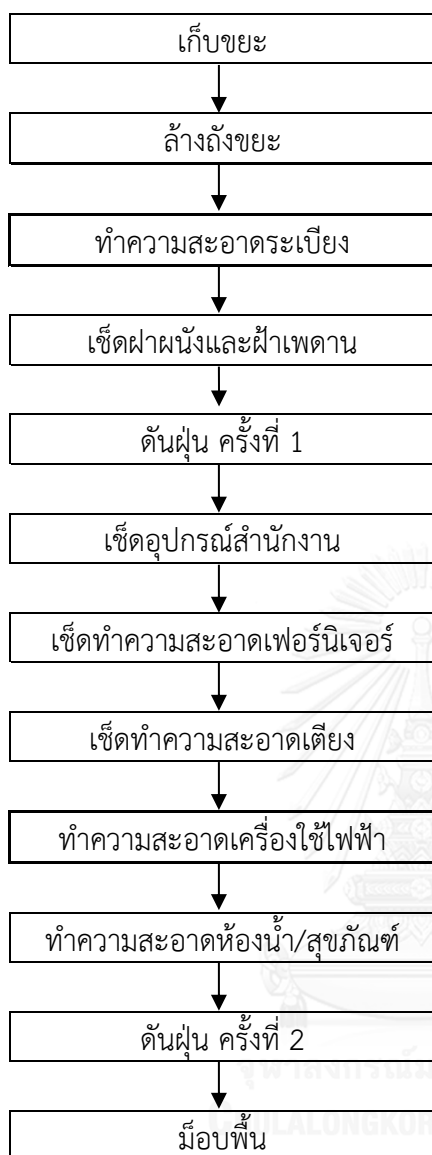 เก็บขยะ
ล้างถังขยะ
ทำความสะอาดระเบียง
เช็ดฝาผนังและฝ้าเพดาน
ดันฝุ่น ครั้งที่ 1
เช็ดอุปกรณ์สำนักงาน
เช็ดทำความสะอาดเฟอร์นิเจอร์
เช็ดทำความสะอาดเตียง
ทำความสะอาดเครื่องใช้ไฟฟ้า
ทำความสะอาดห้องน้ำ/สุขภัณฑ์
ดันฝุ่น ครั้งที่ 2
ม็อบพื้น